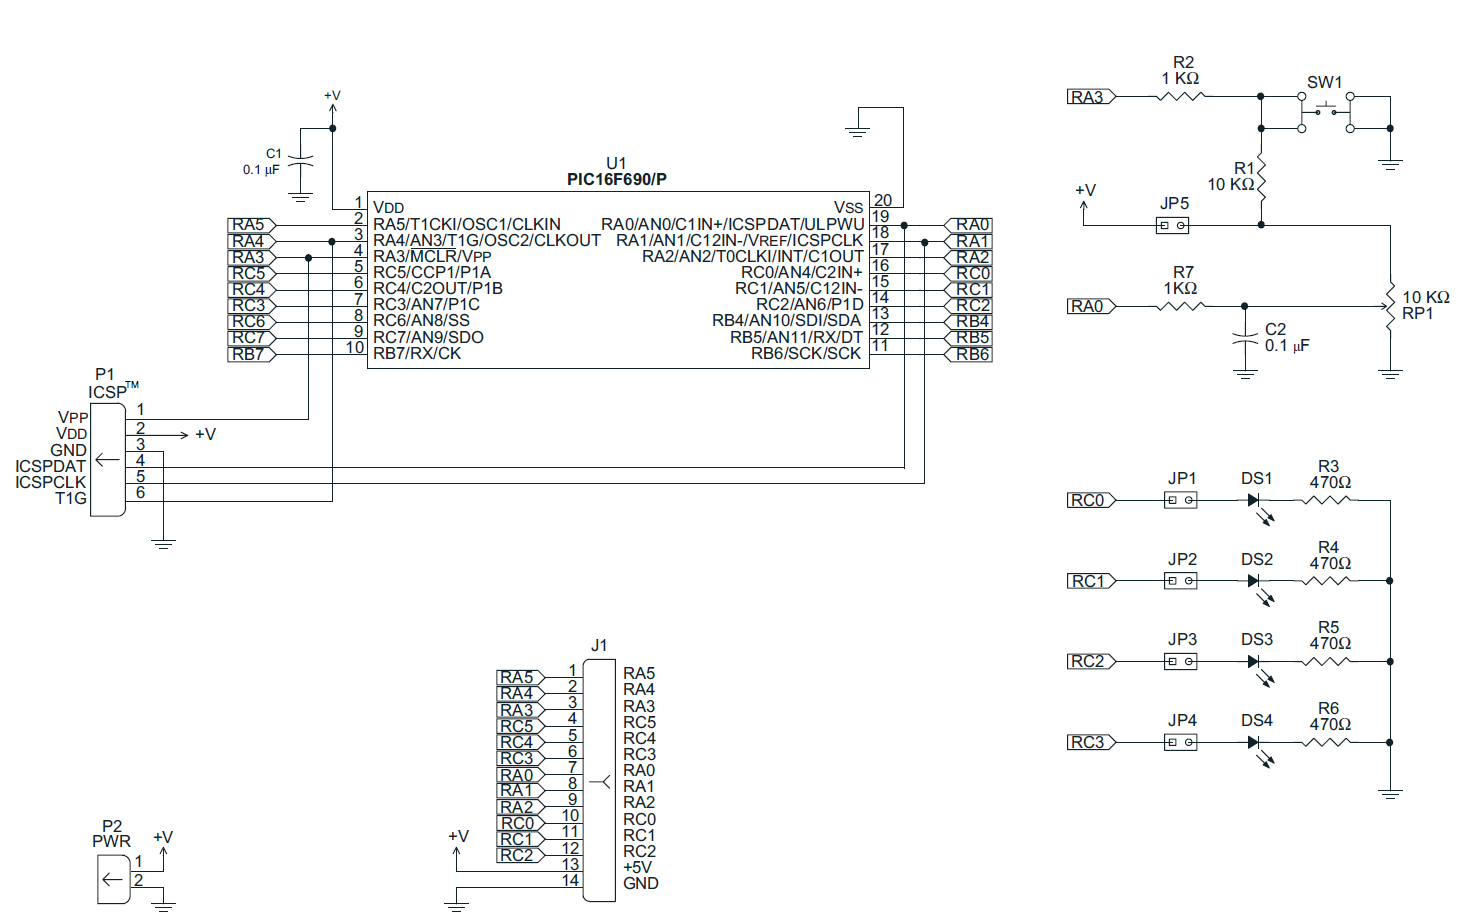 +V
C1
0.1 µF
U1
PIC16F690/P
1
VDD
2
RA5/T1CKI/OSC1/CLKIN
3
RA4/AN3/T1G/OSC2/CLKOUT
4
RA3/MCLR/VPP
5
RC5/CCP1/P1A
6
RC4/C2OUT/P1B
7
RC3/AN7/P1C
8
RC6/AN8/SS
9
RC7/AN9/SDO
10
RB7/RX/CK
RA5
RA4
RA3
RC5
RC4
RC3
RC6
RC7
RB7
VSS
20
RA0/AN0/C1IN+/ICSPDAT/ULPWU
19
RA1/AN1/C12IN-/VREF/ICSPCLK
18
RA2/AN2/T0CLKI/INT/C1OUT
17
RC0/AN4/C2IN+
16
RC1/AN5/C12IN-
15
RC2/AN6/P1D
14
RB4/AN10/SDI/SDA
13
RB5/AN11/RX/DT
12
RB6/SCK/SCK
11
RA0
RA1
RA2
RC0
RC1
RC2
RB4
RB5
RB6
P1
ICSP™
VPP 1
VDD 2 +V
GND 3
ICSPDAT 4
ICSPCLK 5
T1G 6
RA3
R2
1 KΩ
SW1
R1
10 KΩ
+V
JP5
RA0
R7
1KΩ
C2
0.1 µF
10 KΩ
RP1
RC0
JP1
DS1
R3
470Ω
RC1
JP2
DS2
R4
470Ω
RC2
JP3
DS3
R5
470Ω
RC3
JP4
DS4
R6
470Ω
J1
RA5 1 RA5
RA4 2 RA4
RA3 3 RA3
RC5 4 RC5
RC4 5 RC4
RC3 6 RC3
RA0 7 RA0
RA1 8 RA1
RA2 9 RA2
RC0 10 RC0
RC1 11 RC1
RC2 12 RC2
+V 13 +5V
14 GND
P2
PWR
+V
1
2